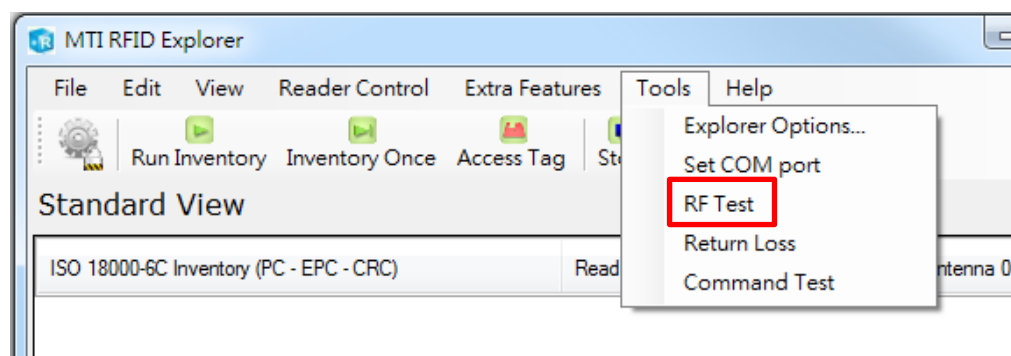 MTI RFID Explorer
File Edit View Reader Control Extra Features Tools Help
Explorer Options...
Set COM port
RF Test
Return Loss
Command Test
Run Inventory Inventory Once Access Tag
Standard View
ISO 18000-6C Inventory (PC - EPC - CRC) Read